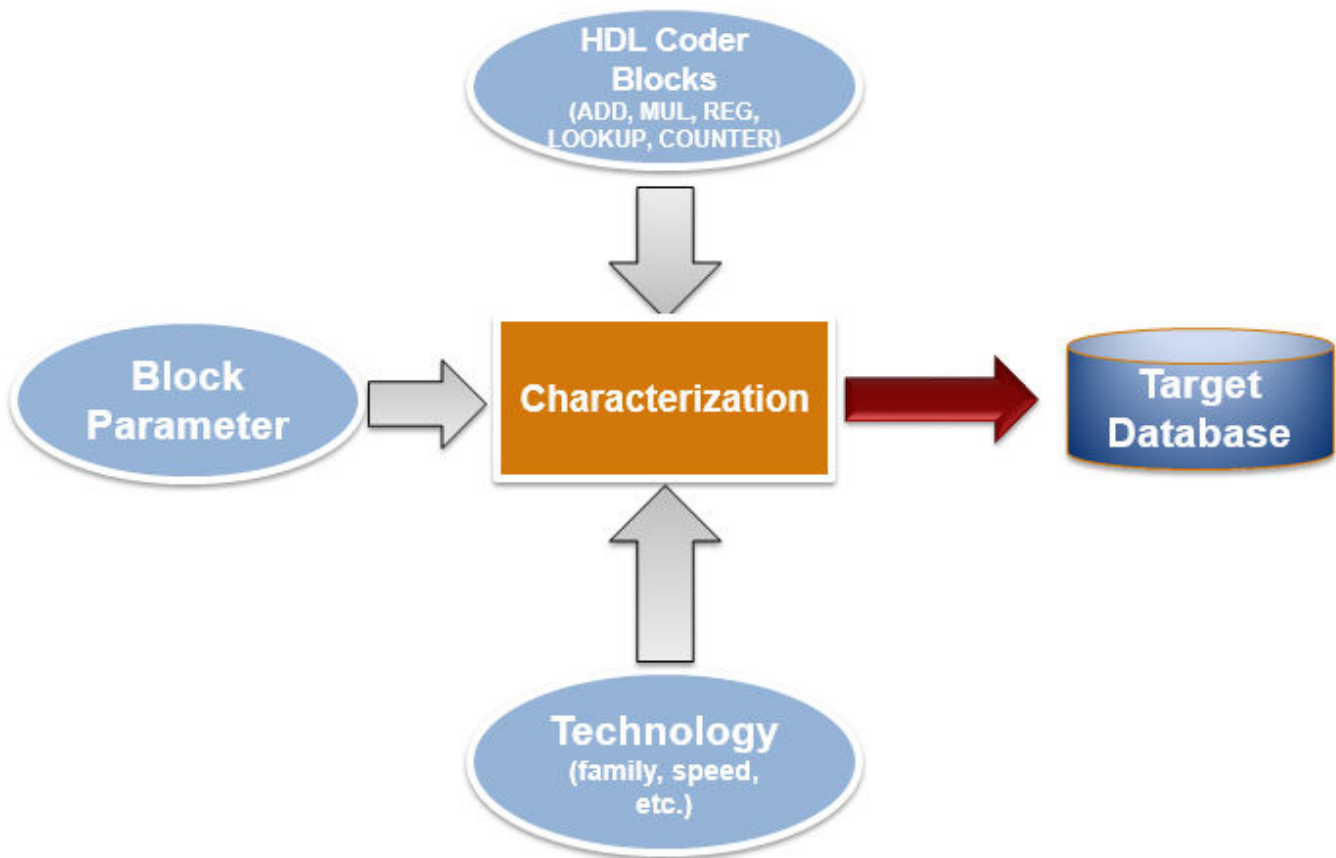 HDL Coder
Blocks
(ADD, MUL, REG,
LOOKUP, COUNTER)
Block
Parameter
Characterization
Target
Database
Technology
(family, speed,
etc.)